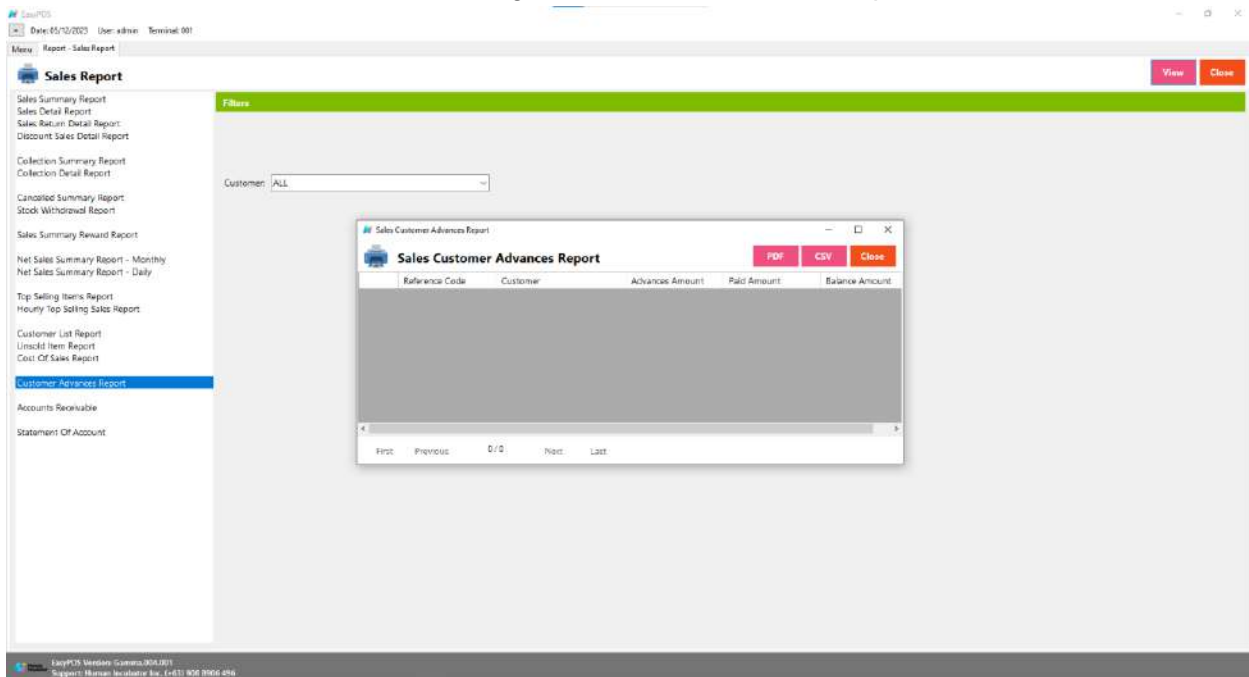 EasyPOS
Date: 05/12/2023 User: admin Terminal: 001
Menu Report - Sales Report
Sales Report
View Close
Sales Summary Report
Sales Detail Report
Sales Return Detail Report
Discount Sales Detail Report
Collection Summary Report
Collection Detail Report
Cancelled Summary Report
Stock Withdrawal Report
Sales Summary Reward Report
Net Sales Summary Report - Monthly
Net Sales Summary Report - Daily
Top Selling Items Report
Hourly Top Selling Sales Report
Customer List Report
Unsold Item Report
Cost Of Sales Report
Customer Advances Report
Accounts Receivable
Statement Of Account
Filters
Customer: ALL
Sales Customer Advances Report
Sales Customer Advances Report
PDF CSV Close
Reference Code Customer Advances Amount Paid Amount Balance Amount
First Previous 0 / 0 Next Last
EasyPOS Version: Gamma.004.001
Support: Human Incubator Inc. (+63) 908 8906 496